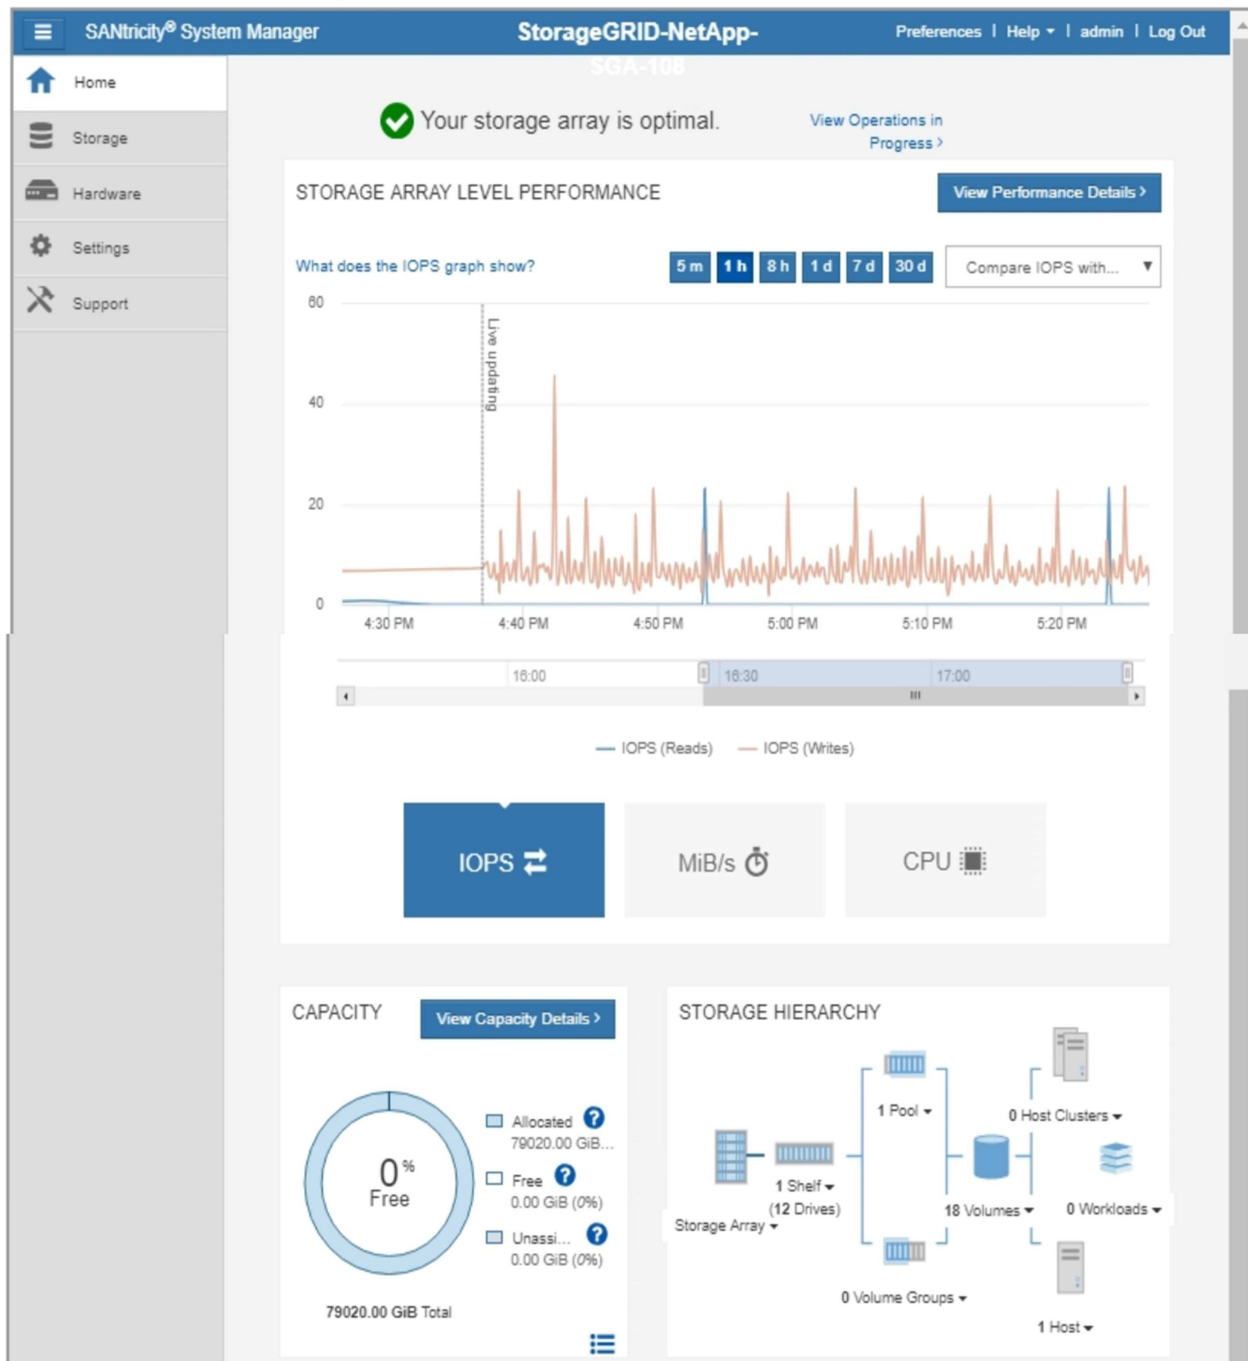 SANtricity® System Manager
StorageGRID-NetApp-
SGA-108
Preferences | Help | admin | Log Out
Home
Storage
Hardware
Settings
Support
Your storage array is optimal.
View Operations in
Progress >
STORAGE ARRAY LEVEL PERFORMANCE
View Performance Details >
What does the IOPS graph show?
5 m 1 h 8 h 1 d 7 d 30 d
Compare IOPS with...
60
40
20
0
Live updating
4:30 PM 4:40 PM 4:50 PM 5:00 PM 5:10 PM 5:20 PM
16:00 16:30 17:00
IOPS (Reads) IOPS (Writes)
IOPS
MiB/s
CPU
CAPACITY
View Capacity Details >
0%
Free
Allocated ?
79020.00 GiB...
Free ?
0.00 GiB (0%)
Unassi... ?
0.00 GiB (0%)
79020.00 GiB Total
STORAGE HIERARCHY
Storage Array
1 Shelf
(12 Drives)
1 Pool
0 Volume Groups
18 Volumes
0 Host Clusters
0 Workloads
1 Host